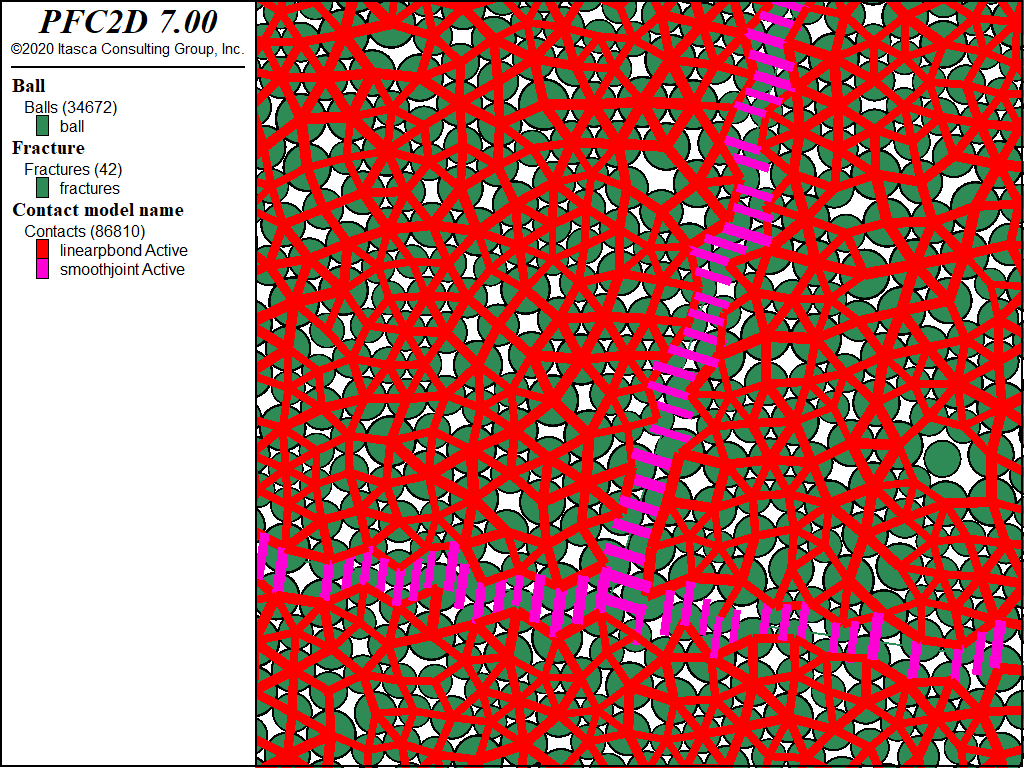 PFC2D 7.00
©2020 Itasca Consulting Group, Inc.
Ball
Balls (34672)
ball
Fracture
Fractures (42)
fractures
Contact model name
Contacts (86810)
linearpbond Active
smoothjoint Active